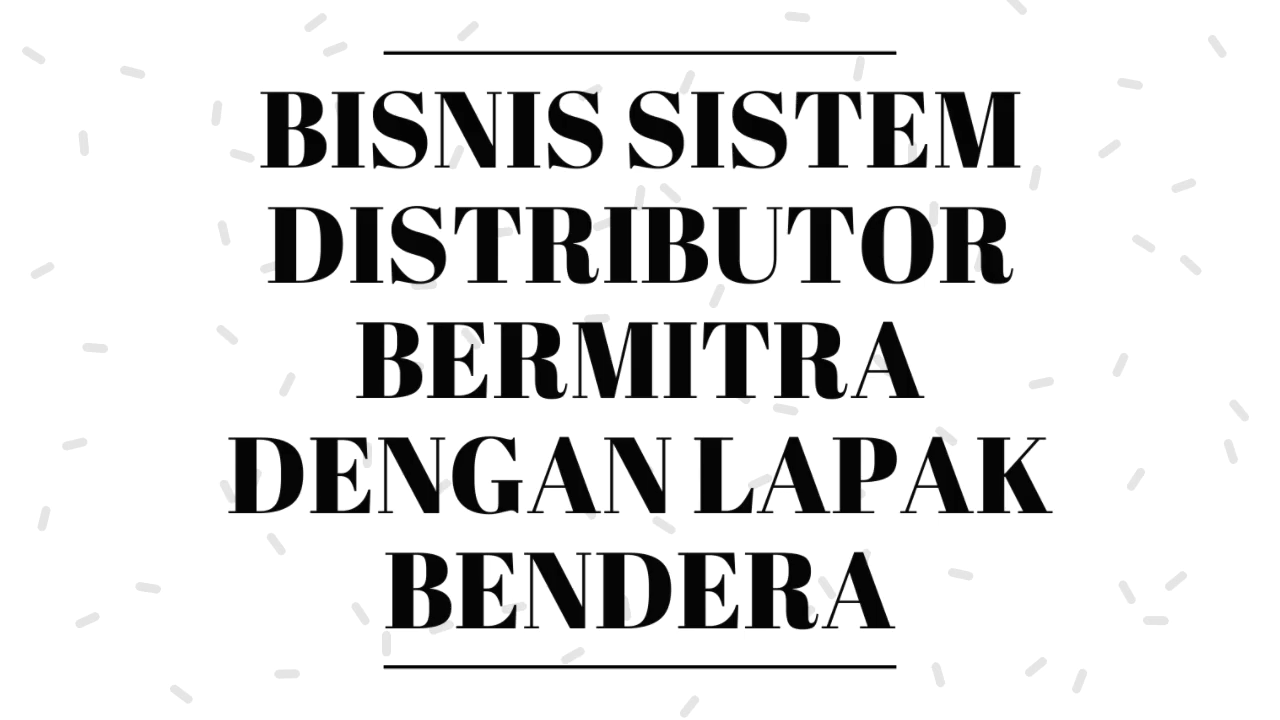 BISNIS SISTEM
DISTRIBUTOR
BERMITRA
DENGAN LAPAK
BENDERA